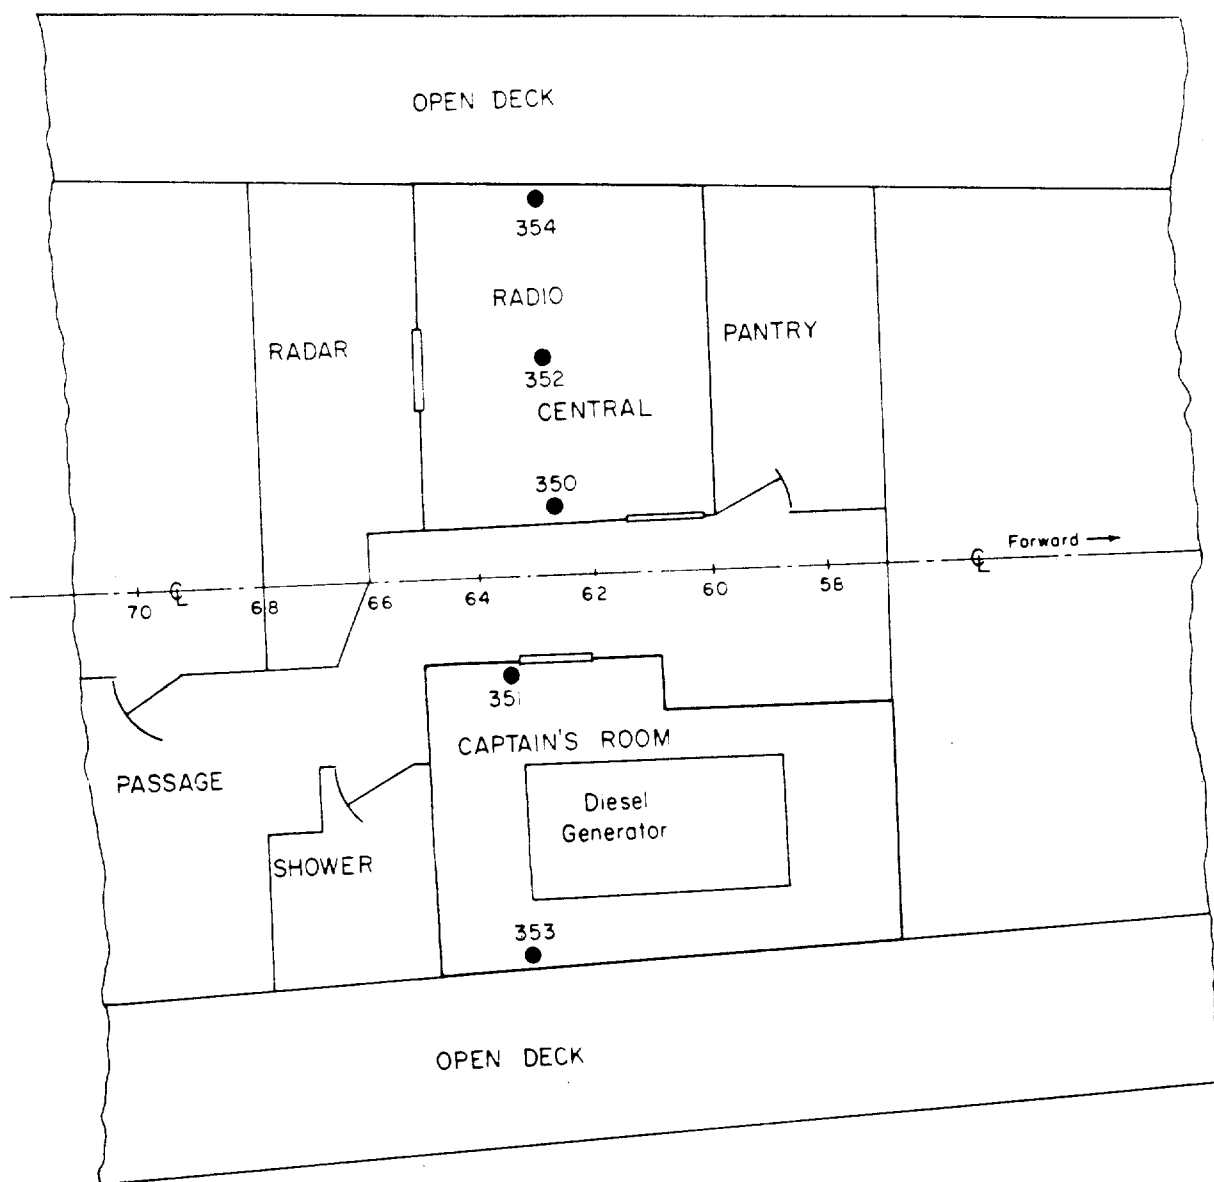 OPEN DECK
354
RADIO
PANTRY
RADAR
352
CENTRAL
350
Forward
℄
℄
70
68
66
64
62
60
58
351
CAPTAIN'S ROOM
PASSAGE
Diesel
Generator
SHOWER
353
OPEN DECK